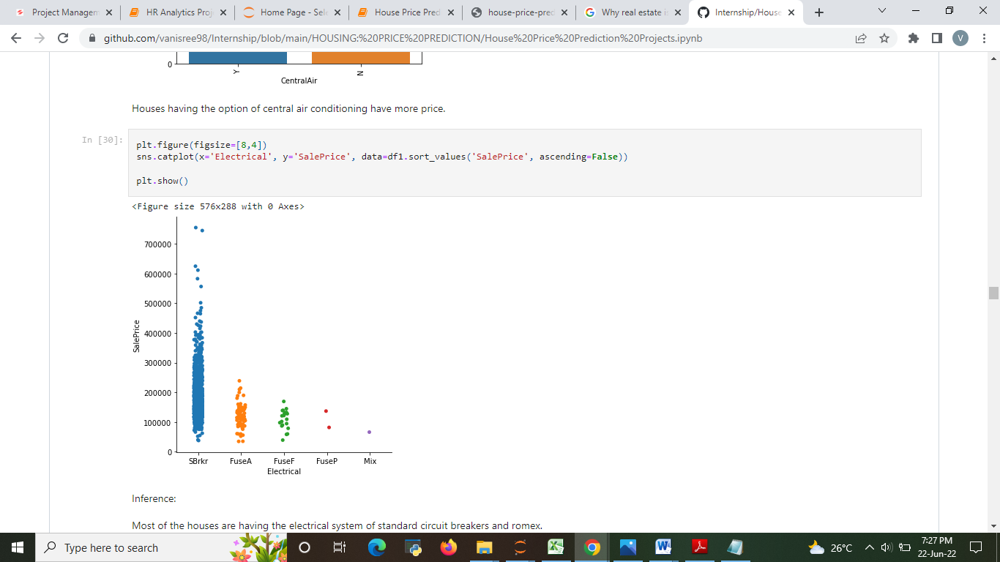 Project Managem
HR Analytics Proj
Home Page - Sele
House Price Pred
house-price-pred
Why real estate is
Internship/House
github.com/vanisree98/Internship/blob/main/HOUSING:%20PRICE%20PREDICTION/House%20Price%20Prediction%20Projects.ipynb
V
0
Y
N
CentralAir
Houses having the option of central air conditioning have more price.
In [30]:
plt.figure(figsize=[8,4])
sns.catplot(x='Electrical', y='SalePrice', data=df1.sort_values('SalePrice', ascending=False))
plt.show()
<Figure size 576x288 with 0 Axes>
700000
600000
500000
400000
300000
200000
100000
0
SalePrice
SBrkr FuseA FuseF FuseP Mix
Electrical
Inference:
Most of the houses are having the electrical system of standard circuit breakers and romex.
Type here to search
26°C
7:27 PM
22-Jun-22